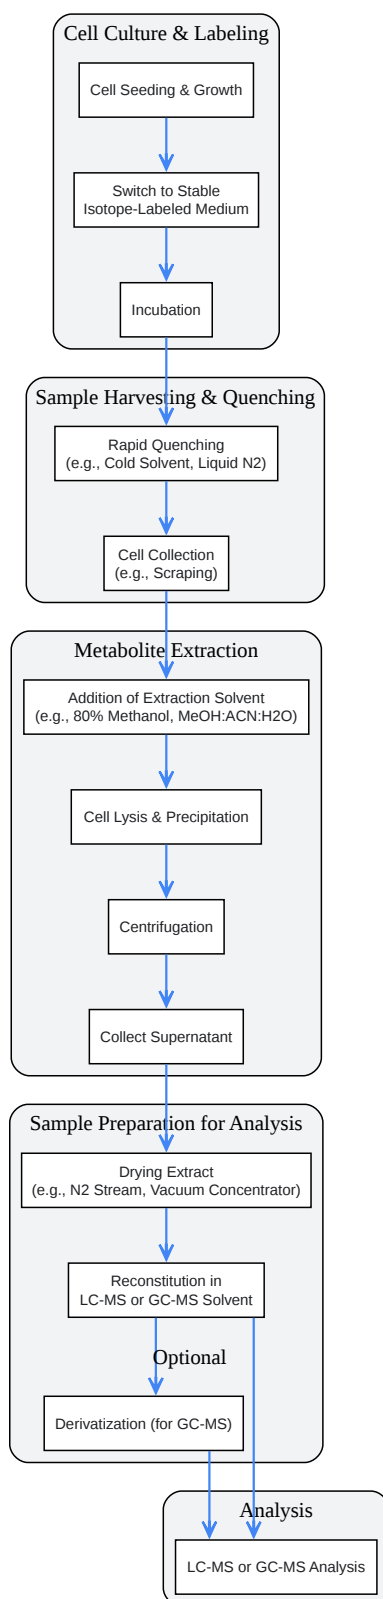 Cell Culture & Labeling
Cell Seeding & Growth
Switch to Stable
Isotope-Labeled Medium
Incubation
Sample Harvesting & Quenching
Rapid Quenching
(e.g., Cold Solvent, Liquid N2)
Cell Collection
(e.g., Scraping)
Metabolite Extraction
Addition of Extraction Solvent
(e.g., 80% Methanol, MeOH:ACN:H2O)
Cell Lysis & Precipitation
Centrifugation
Collect Supernatant
Sample Preparation for Analysis
Drying Extract
(e.g., N2 Stream, Vacuum Concentrator)
Reconstitution in
LC-MS or GC-MS Solvent
Optional
Derivatization (for GC-MS)
Analysis
LC-MS or GC-MS Analysis